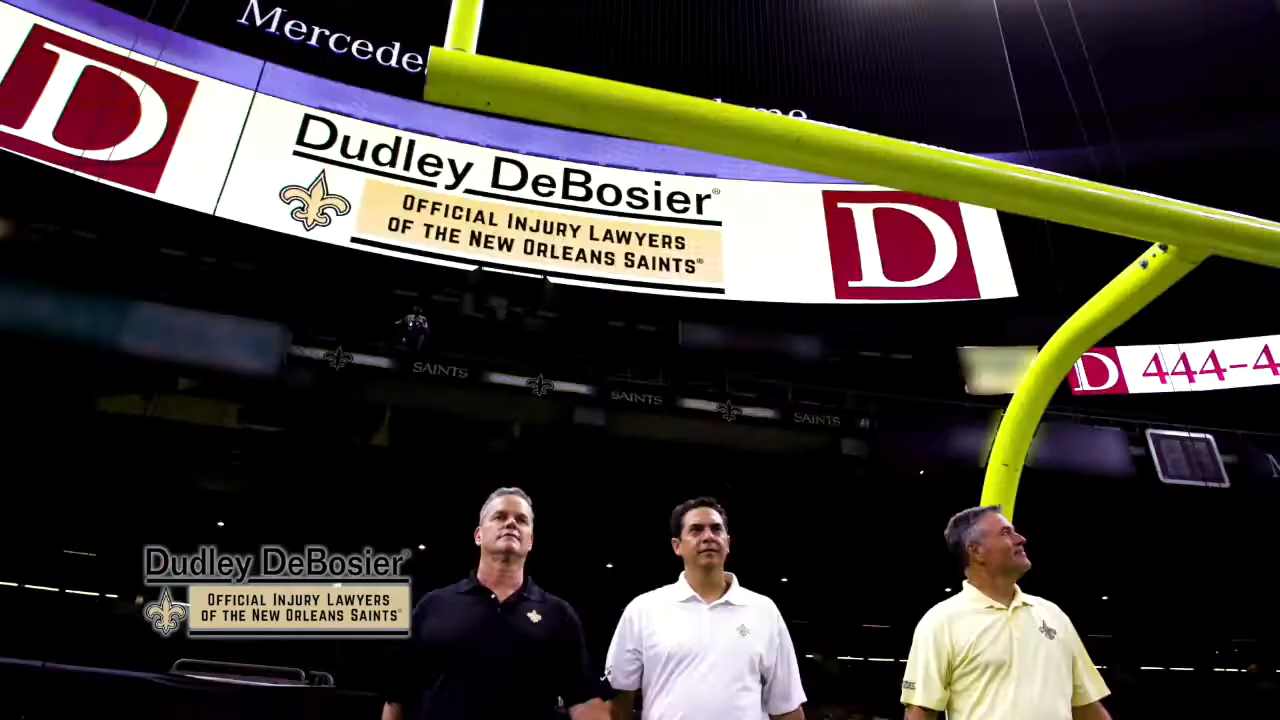 Mercede
D
Dudley DeBosier®
OFFICIAL INJURY LAWYERS
OF THE NEW ORLEANS SAINTS®
D
D 444-4
SAINTS
SAINTS
SAINTS
Dudley DeBosier®
OFFICIAL INJURY LAWYERS
OF THE NEW ORLEANS SAINTS®